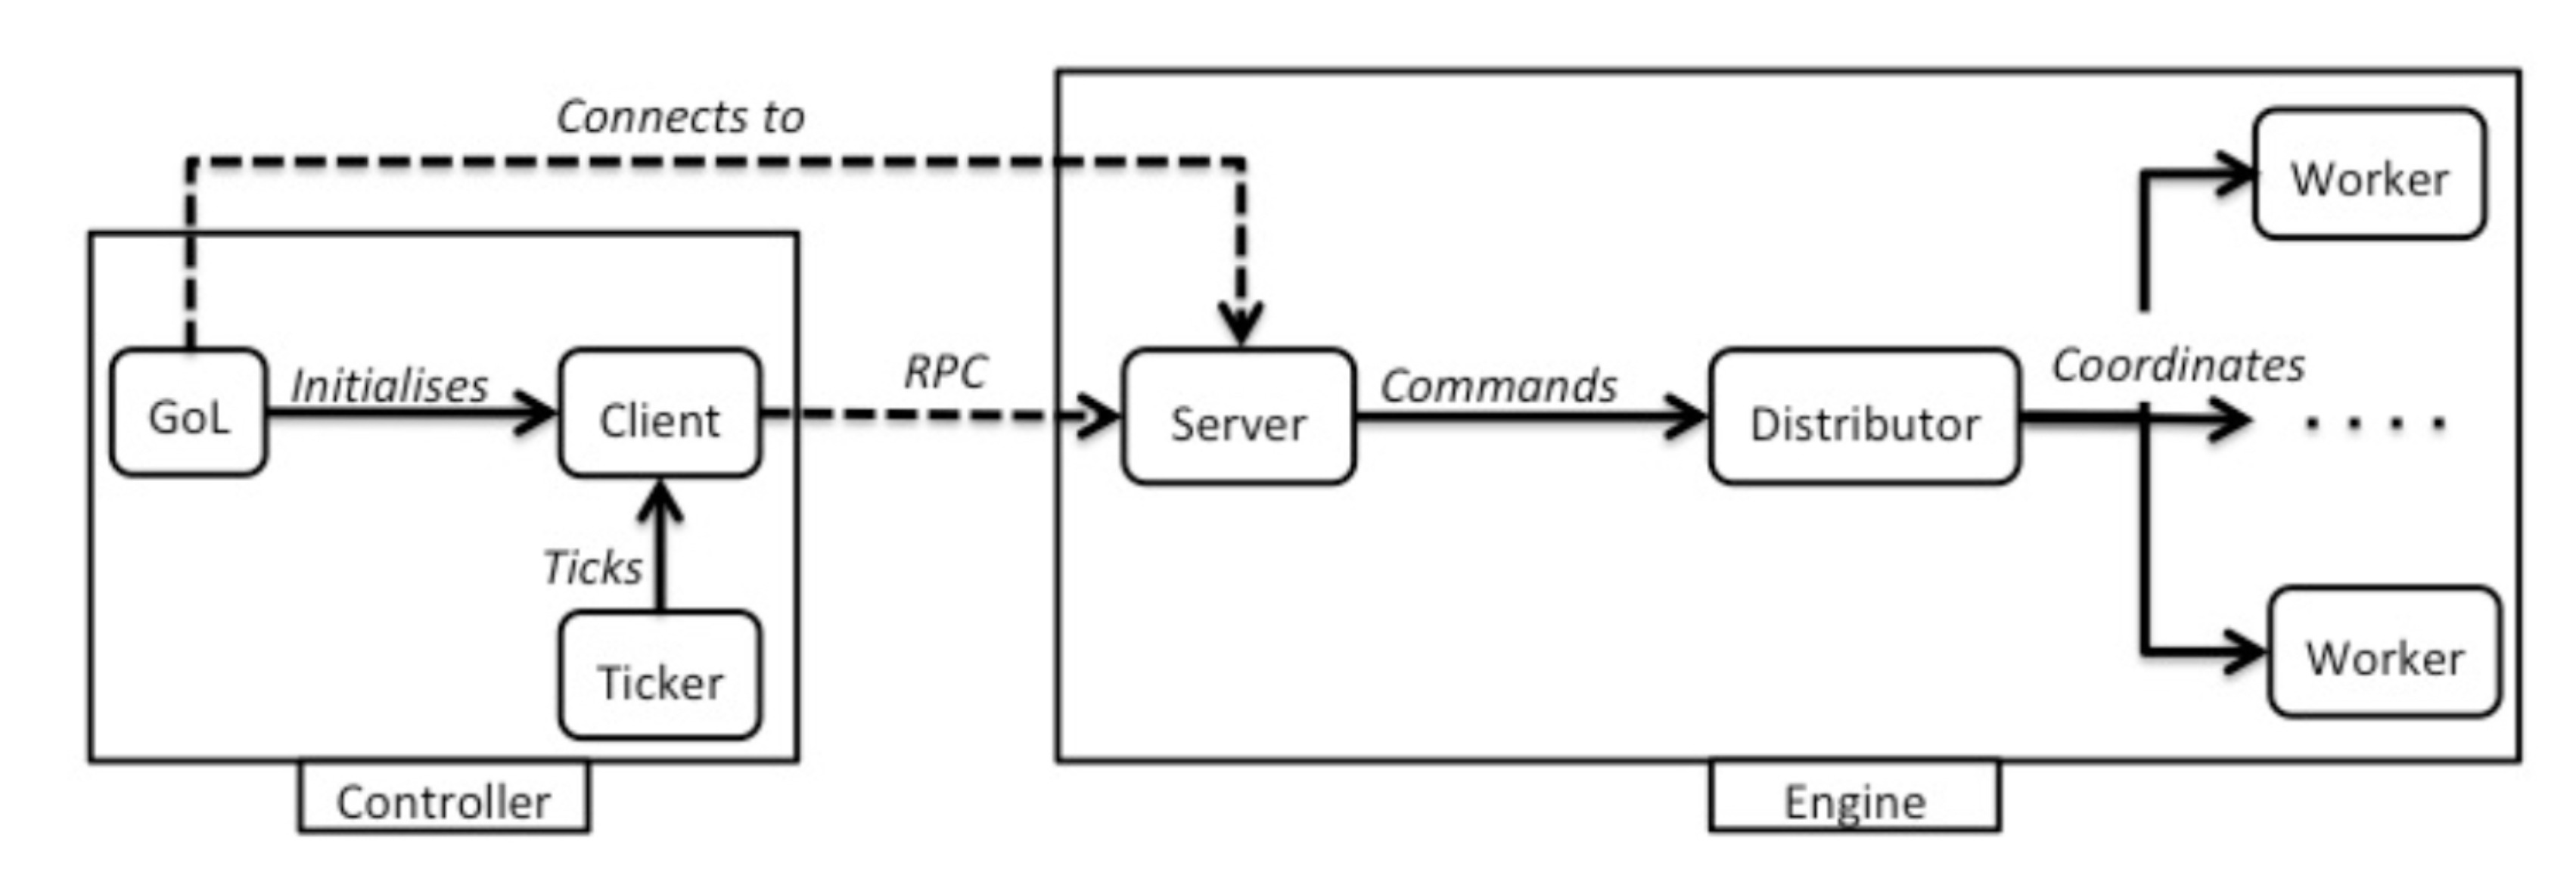 Connects to
Worker
GoL
Initialises
Client
RPC
Server
Commands
Distributor
Coordinates
. . . .
Ticks
Ticker
Worker
Controller
Engine